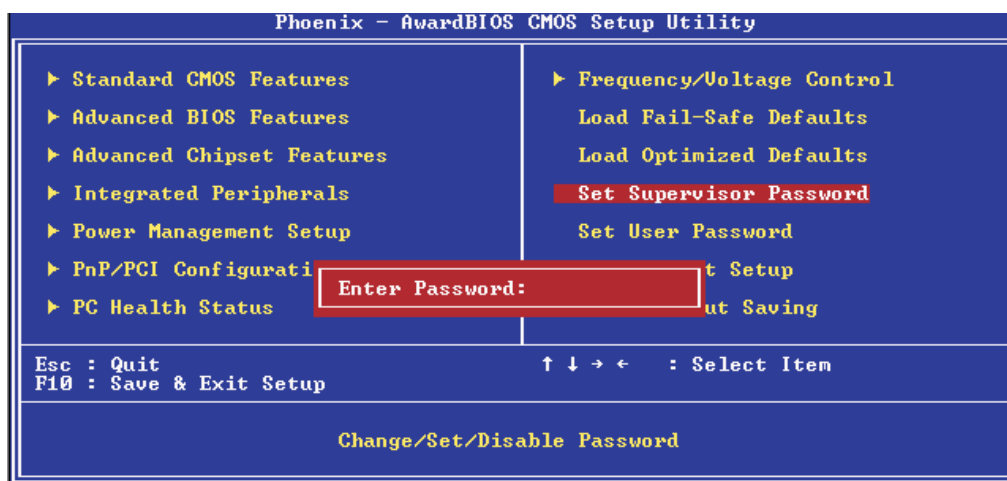 Phoenix - AwardBIOS CMOS Setup Utility
Standard CMOS Features
Advanced BIOS Features
Advanced Chipset Features
Integrated Peripherals
Power Management Setup
PnP/PCI Configurati
PC Health Status
Frequency/Voltage Control
Load Fail-Safe Defaults
Load Optimized Defaults
Set Supervisor Password
Set User Password
t Setup
ut Saving
Enter Password:
Esc : Quit
F10 : Save & Exit Setup
↑ ↓ → ← : Select Item
Change/Set/Disable Password